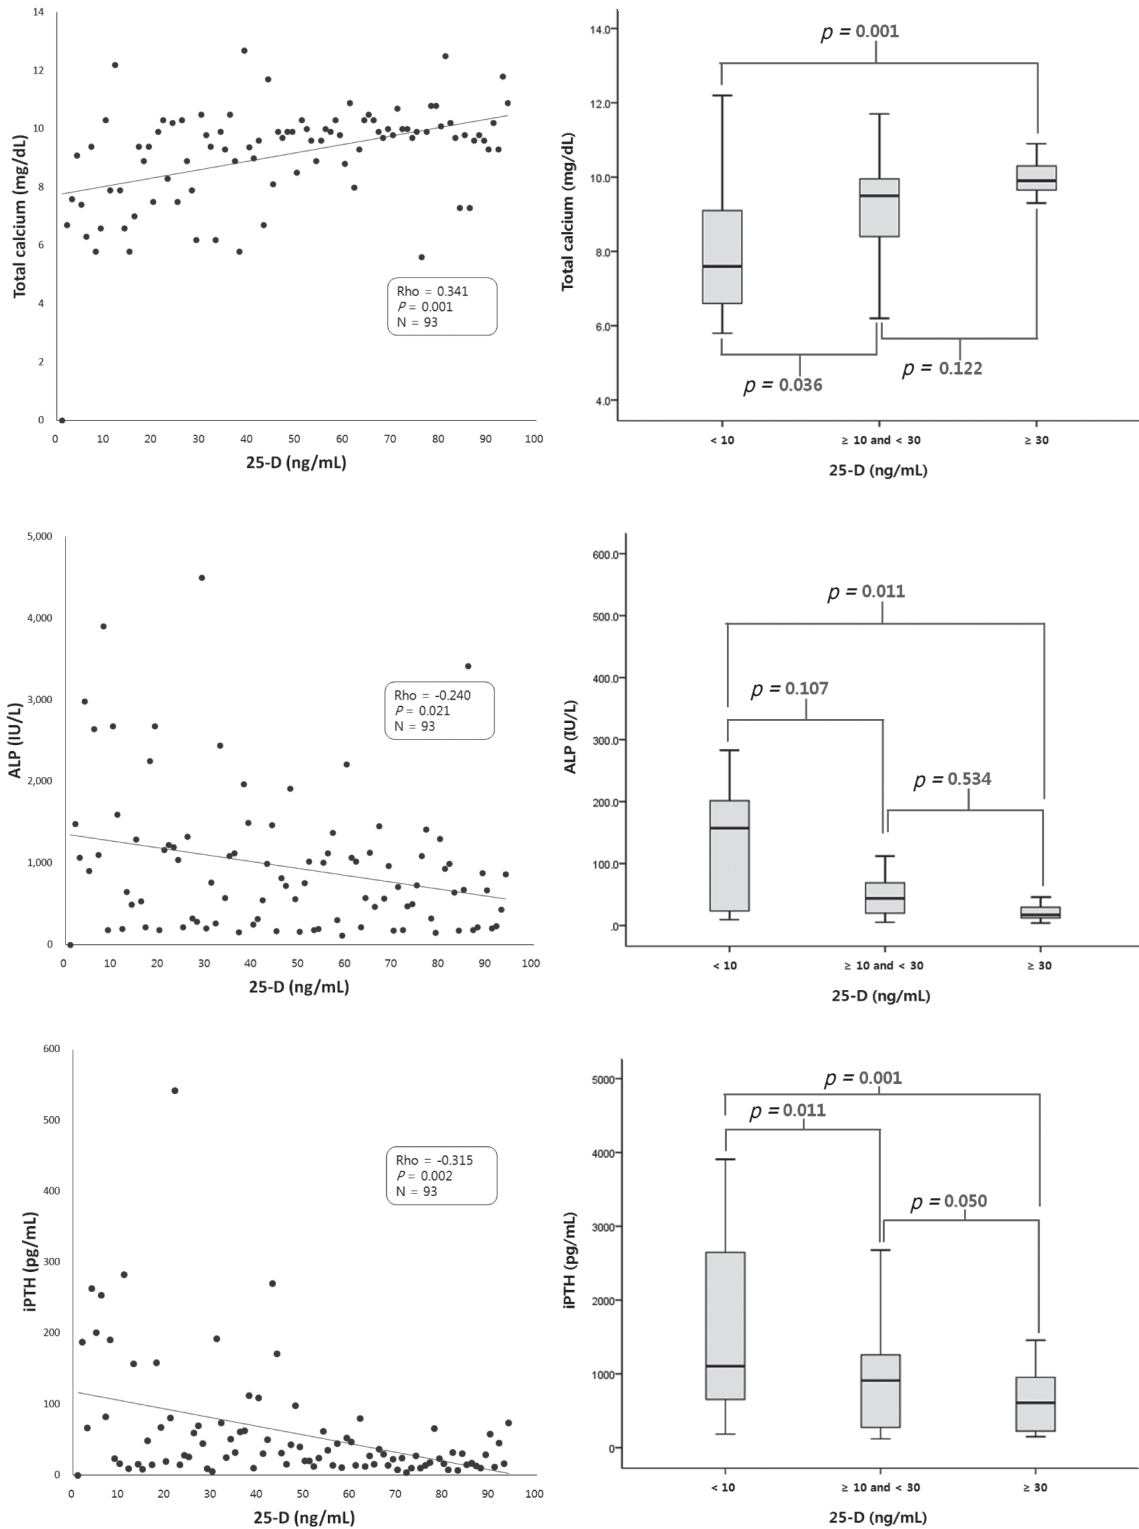 14
12
10
8
6
4
2
0
Total calcium (mg/dL)
Rho = 0.341
P = 0.001
N = 93
0 10 20 30 40 50 60 70 80 90 100
25-D (ng/mL)
14.0
12.0
10.0
8.0
6.0
4.0
Total calcium (mg/dL)
p = 0.001
p = 0.036
p = 0.122
< 10 ≥ 10 and < 30 ≥ 30
25-D (ng/mL)
5,000
4,000
3,000
2,000
1,000
0
ALP (IU/L)
Rho = -0.240
P = 0.021
N = 93
0 10 20 30 40 50 60 70 80 90 100
25-D (ng/mL)
600.0
500.0
400.0
300.0
200.0
100.0
.0
ALP (IU/L)
p = 0.011
p = 0.107
p = 0.534
< 10 ≥ 10 and < 30 ≥ 30
25-D (ng/mL)
600
500
400
300
200
100
0
iPTH (pg/mL)
Rho = -0.315
P = 0.002
N = 93
0 10 20 30 40 50 60 70 80 90 100
25-D (ng/mL)
5000
4000
3000
2000
1000
0
iPTH (pg/mL)
p = 0.001
p = 0.011
p = 0.050
< 10 ≥ 10 and < 30 ≥ 30
25-D (ng/mL)